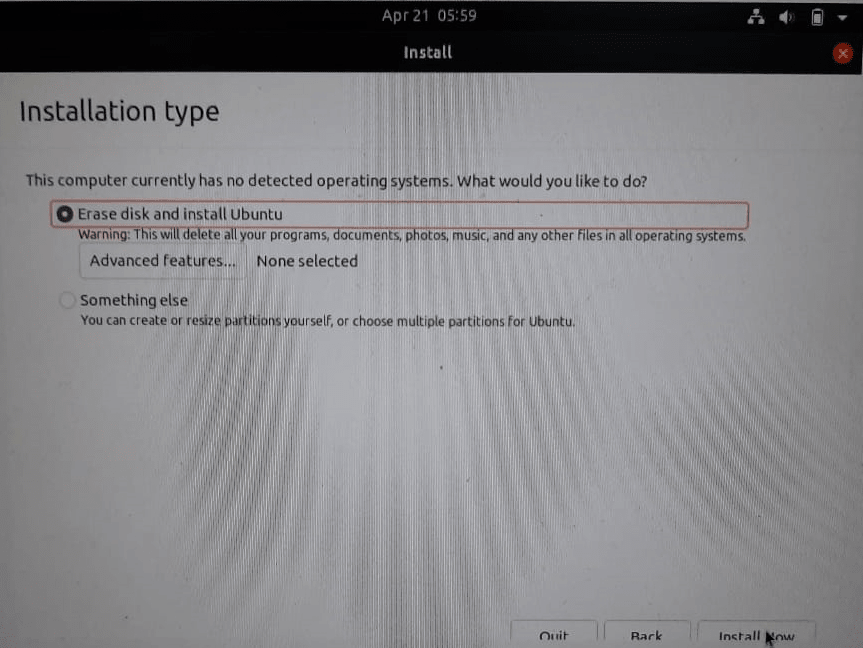 Apr 21 05:59
Install
Installation type
This computer currently has no detected operating systems. What would you like to do?
Erase disk and install Ubuntu
Warning: This will delete all your programs, documents, photos, music, and any other files in all operating systems.
Advanced features... None selected
Something else
You can create or resize partitions yourself, or choose multiple partitions for Ubuntu.
Quit Back Install Now